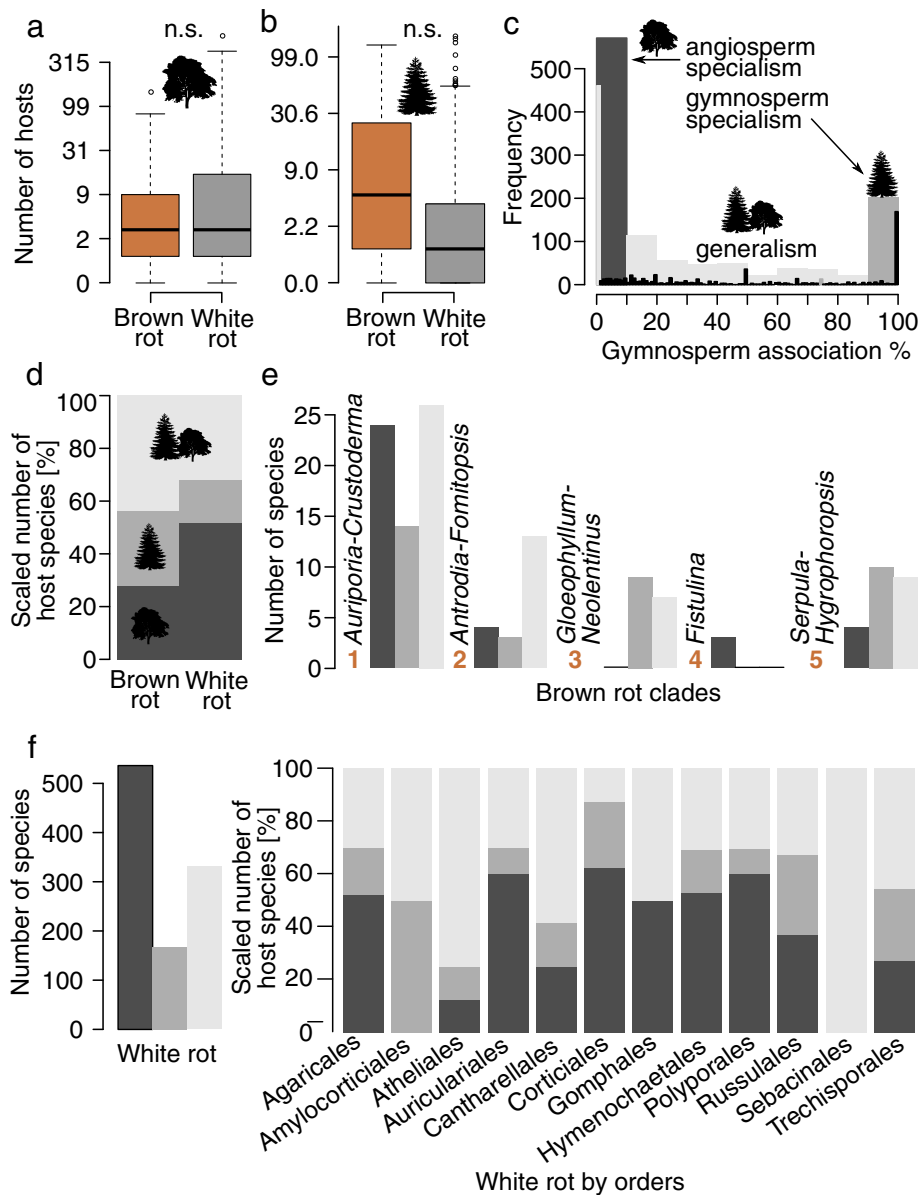 a
n.s.
Number of hosts
315
99
31
9
2
0
Brown rot
White rot
b
n.s.
99.0
30.6
9.0
2.2
0.0
Brown rot
White rot
c
Frequency
500
400
300
200
100
0
angiosperm
specialism
gymnosperm
specialism
generalism
0 20 40 60 80 100
Gymnosperm association %
d
Scaled number of
host species [%]
100
80
60
40
20
0
Brown rot
White rot
e
Number of species
25
20
15
10
5
0
1 Auriporia-Crustoderma
2 Antrodia-Fomitopsis
3 Gloeophyllum-
Neolentinus
4 Fistulina
5 Serpula-
Hygrophoropsis
Brown rot clades
f
Number of species
500
400
300
200
100
0
White rot
Scaled number of
host species [%]
100
80
60
40
20
0
Agaricales
Amylocorticiales
Atheliales
Auriculariales
Cantharellales
Corticiales
Gomphales
Hymenochaetales
Polyporales
Russulales
Sebacinales
Trechisporales
White rot by orders